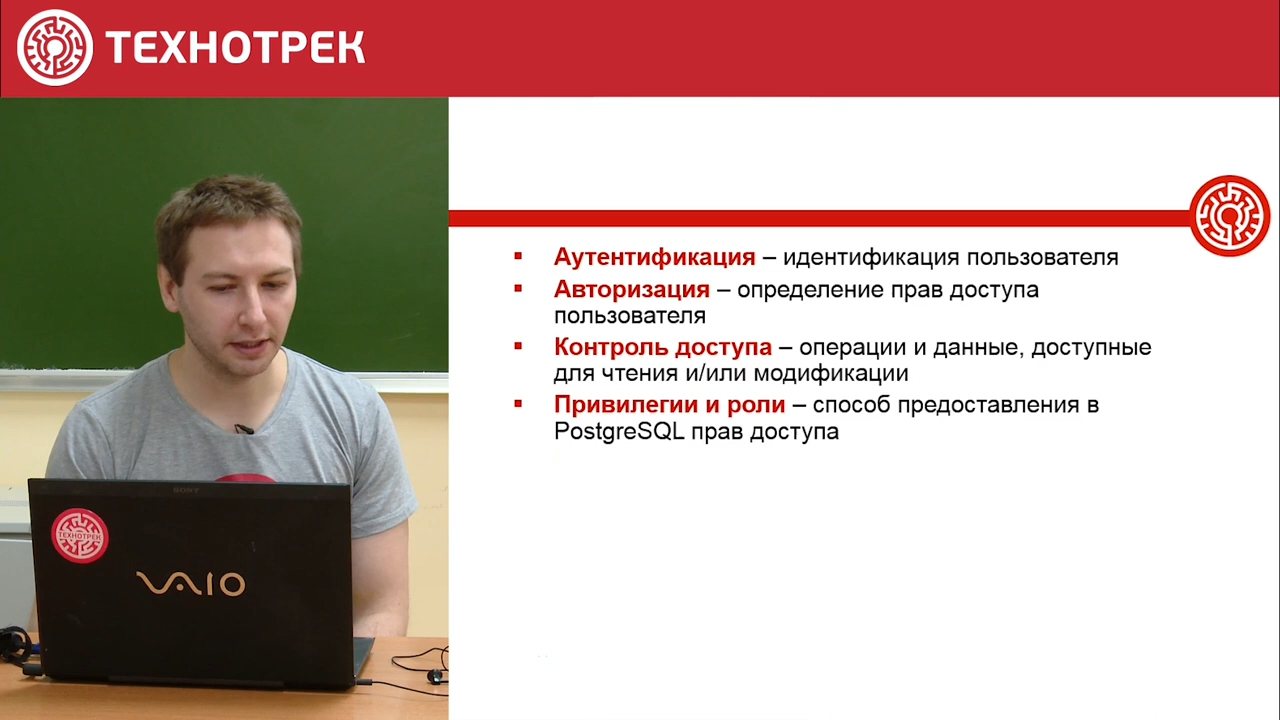 ТЕХНОТРЕК
Аутентификация – идентификация пользователя
Авторизация – определение прав доступа
пользователя
Контроль доступа – операции и данные, доступные
для чтения и/или модификации
Привилегии и роли – способ предоставления в
PostgreSQL прав доступа
SONY
ТЕХНОТРЕК
VAIO